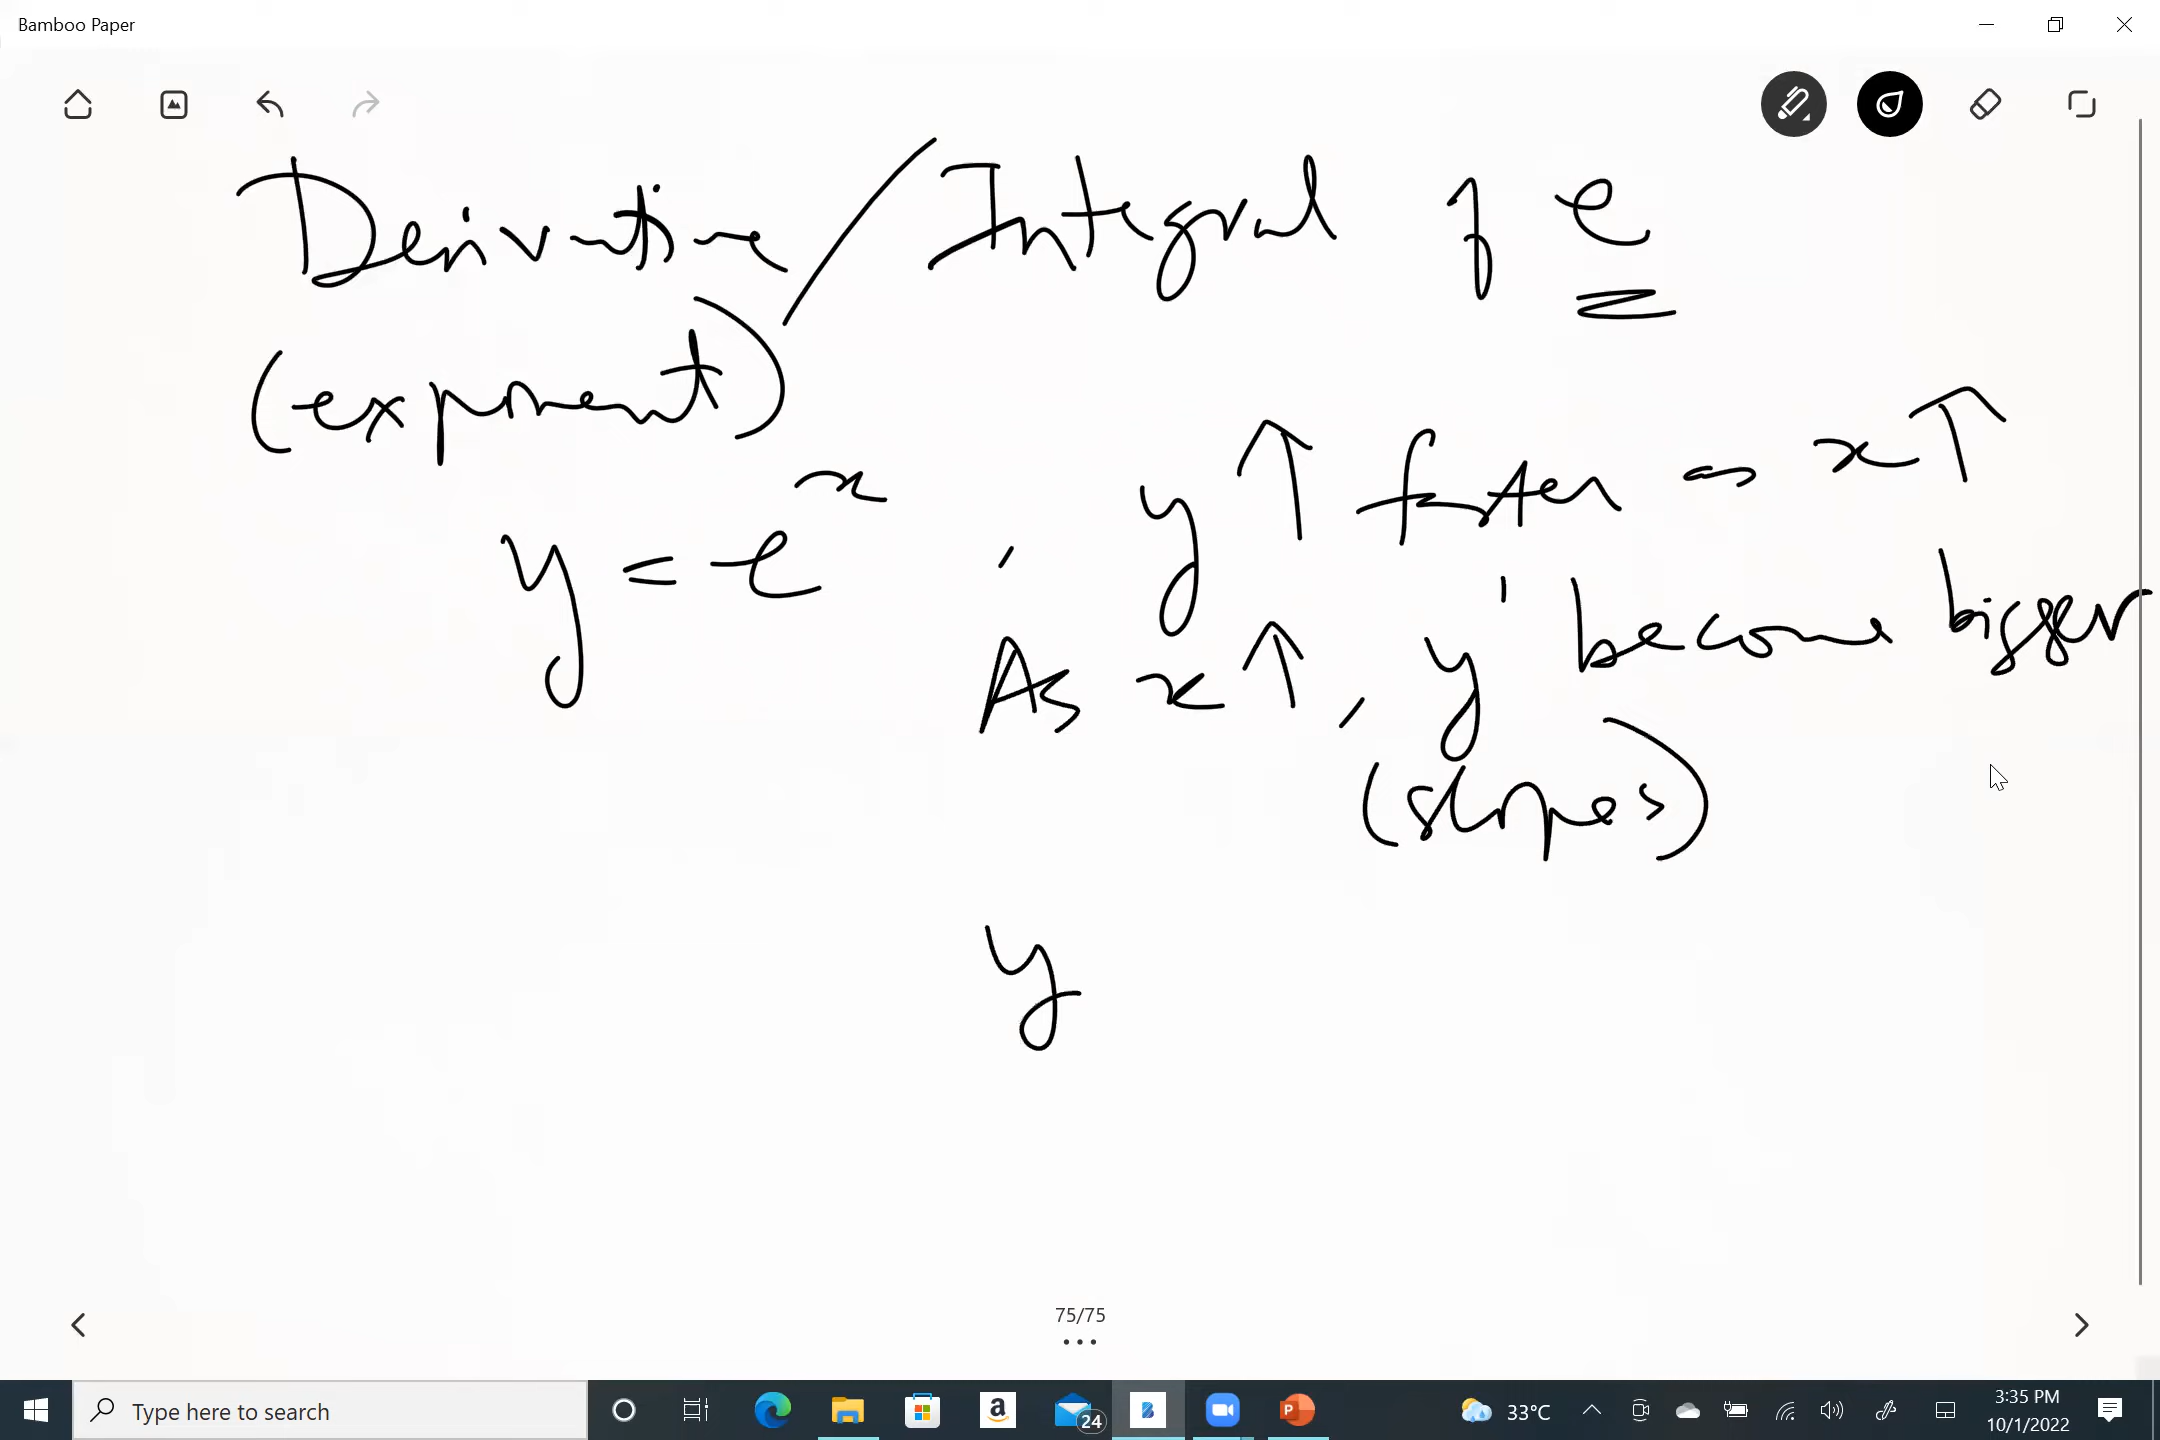 Bamboo Paper
Derivative / Integral of e
(exponent)
y = e^x , y ↑ faster as x ↑
As x ↑, y' become bigger
(slopes)
y
75/75
Type here to search
24
33°C
3:35 PM
10/1/2022